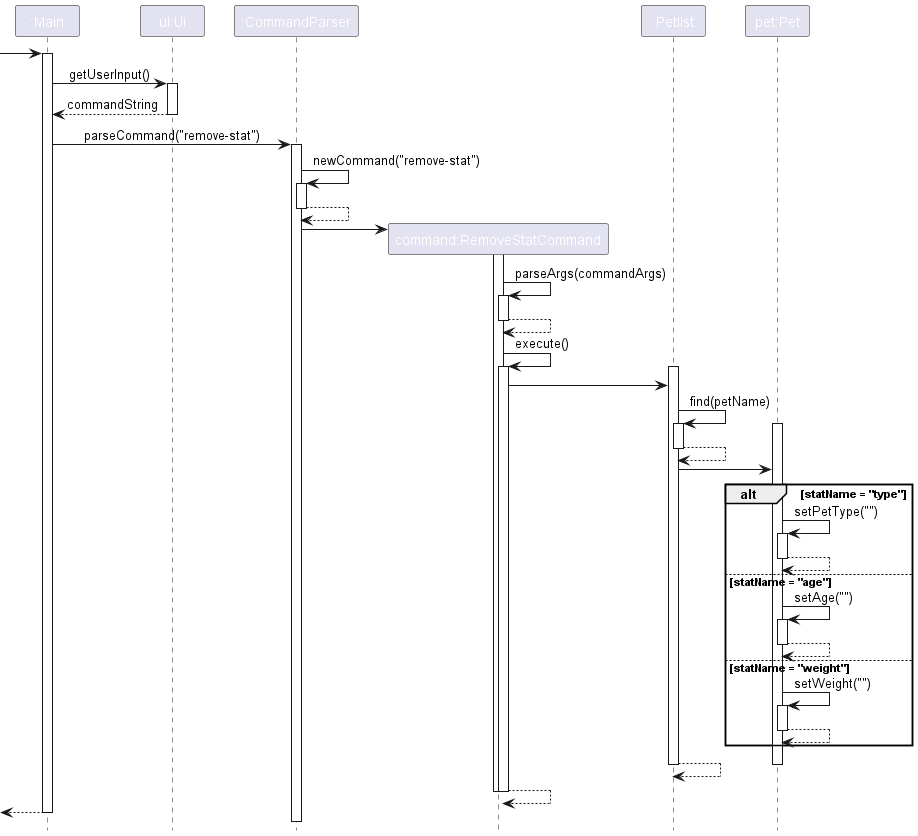 :Main
ui:Ui
:CommandParser
:Petlist
pet:Pet
getUserInput()
commandString
parseCommand("remove-stat")
newCommand("remove-stat")
command:RemoveStatCommand
parseArgs(commandArgs)
execute()
find(petName)
alt [statName = "type"]
setPetType("")
[statName = "age"]
setAge("")
[statName = "weight"]
setWeight("")